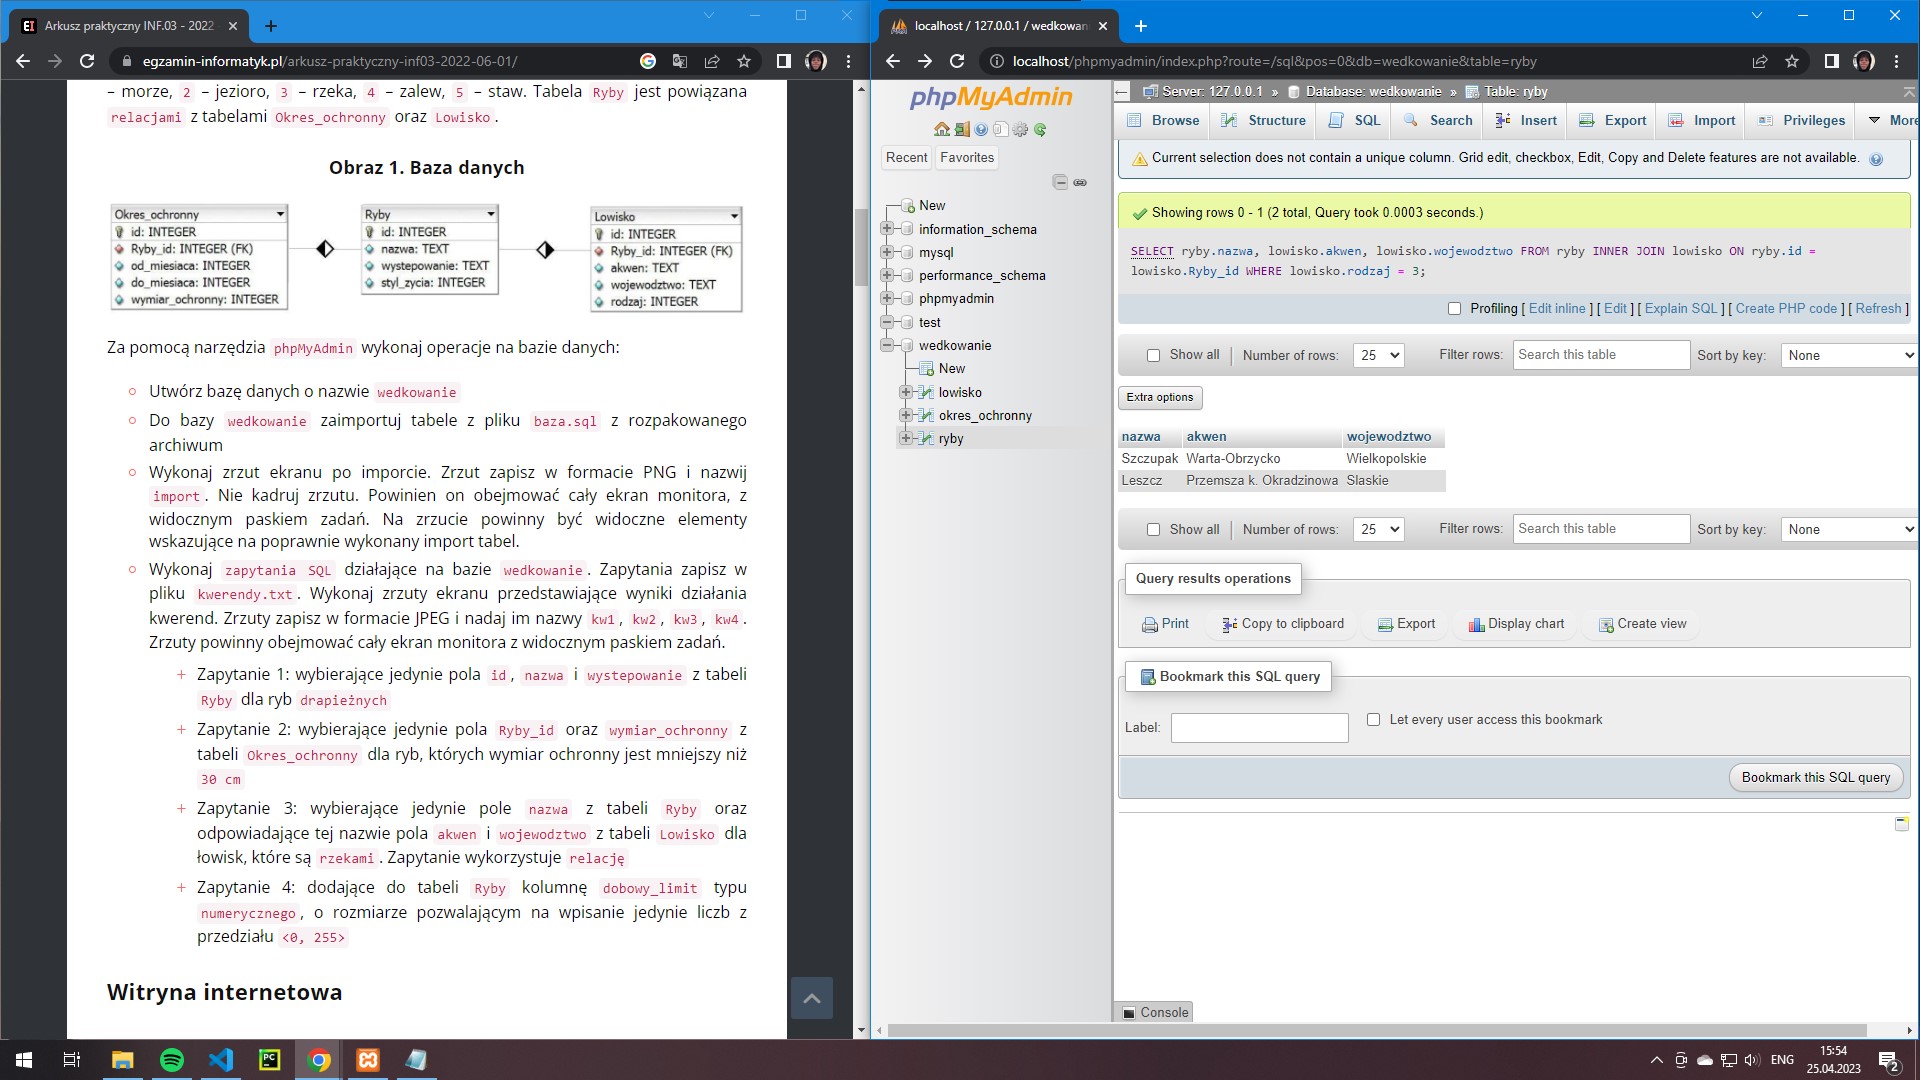 Arkusz praktyczny INF.03 - 2022
egzamin-informatyk.pl/arkusz-praktyczny-inf03-2022-06-01/
– morze, 2 – jezioro, 3 – rzeka, 4 – zalew, 5 – staw. Tabela Ryby jest powiązana
relacjami z tabelami Okres_ochronny oraz Lowisko.
Obraz 1. Baza danych
Okres_ochronny
id: INTEGER
Ryby_id: INTEGER (FK)
od_miesiaca: INTEGER
do_miesiaca: INTEGER
wymiar_ochronny: INTEGER
Ryby
id: INTEGER
nazwa: TEXT
wystepowanie: TEXT
styl_zycia: INTEGER
Lowisko
id: INTEGER
Ryby_id: INTEGER (FK)
akwen: TEXT
wojewodztwo: TEXT
rodzaj: INTEGER
Za pomocą narzędzia phpMyAdmin wykonaj operacje na bazie danych:
Utwórz bazę danych o nazwie wedkowanie
Do bazy wedkowanie zaimportuj tabele z pliku baza.sql z rozpakowanego
archiwum
Wykonaj zrzut ekranu po imporcie. Zrzut zapisz w formacie PNG i nazwij
import. Nie kadruj zrzutu. Powinien on obejmować cały ekran monitora, z
widocznym paskiem zadań. Na zrzucie powinny być widoczne elementy
wskazujące na poprawnie wykonany import tabel.
Wykonaj zapytania SQL działające na bazie wedkowanie. Zapytania zapisz w
pliku kwerendy.txt. Wykonaj zrzuty ekranu przedstawiające wyniki działania
kwerend. Zrzuty zapisz w formacie JPEG i nadaj im nazwy kw1, kw2, kw3, kw4.
Zrzuty powinny obejmować cały ekran monitora z widocznym paskiem zadań.
+ Zapytanie 1: wybierające jedynie pola id, nazwa i wystepowanie z tabeli
Ryby dla ryb drapieżnych
+ Zapytanie 2: wybierające jedynie pola Ryby_id oraz wymiar_ochronny z
tabeli Okres_ochronny dla ryb, których wymiar ochronny jest mniejszy niż
30 cm
+ Zapytanie 3: wybierające jedynie pole nazwa z tabeli Ryby oraz
odpowiadające tej nazwie pola akwen i wojewodztwo z tabeli Lowisko dla
łowisk, które są rzekami. Zapytanie wykorzystuje relację
+ Zapytanie 4: dodające do tabeli Ryby kolumnę dobowy_limit typu
numerycznego, o rozmiarze pozwalającym na wpisanie jedynie liczb z
przedziału <0, 255>
Witryna internetowa
localhost / 127.0.0.1 / wedkowan
localhost/phpmyadmin/index.php?route=/sql&pos=0&db=wedkowanie&table=ryby
phpMyAdmin
Recent Favorites
New
information_schema
mysql
performance_schema
phpmyadmin
test
wedkowanie
New
lowisko
okres_ochronny
ryby
Server: 127.0.0.1 » Database: wedkowanie » Table: ryby
Browse Structure SQL Search Insert Export Import Privileges More
Current selection does not contain a unique column. Grid edit, checkbox, Edit, Copy and Delete features are not available.
Showing rows 0 - 1 (2 total, Query took 0.0003 seconds.)
SELECT ryby.nazwa, lowisko.akwen, lowisko.wojewodztwo FROM ryby INNER JOIN lowisko ON ryby.id =
lowisko.Ryby_id WHERE lowisko.rodzaj = 3;
Profiling [ Edit inline ] [ Edit ] [ Explain SQL ] [ Create PHP code ] [ Refresh ]
Show all Number of rows: 25 Filter rows: Search this table Sort by key: None
Extra options
nazwa akwen wojewodztwo
Szczupak Warta-Obrzycko Wielkopolskie
Leszcz Przemsza k. Okradzinowa Slaskie
Show all Number of rows: 25 Filter rows: Search this table Sort by key: None
Query results operations
Print Copy to clipboard Export Display chart Create view
Bookmark this SQL query
Label: Let every user access this bookmark
Bookmark this SQL query
Console
ENG
15:54
25.04.2023
2